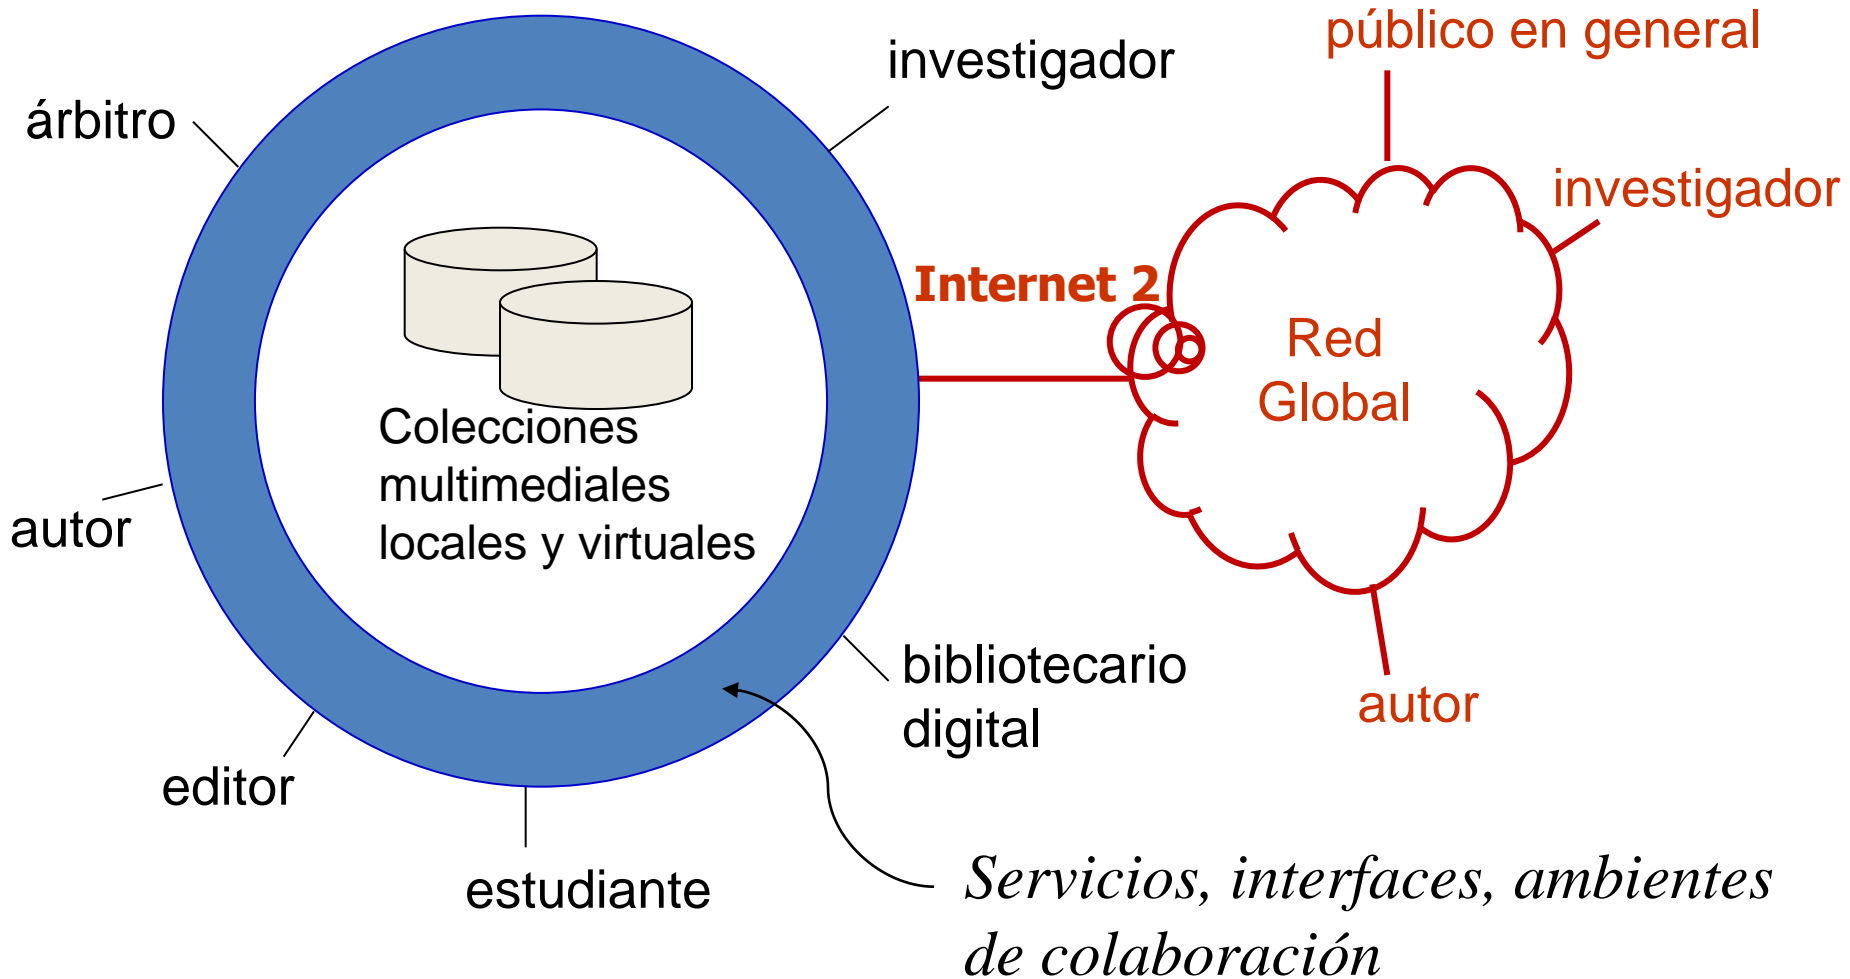 público en general
investigador
árbitro
investigador
Internet 2
Red
Global
Colecciones
multimediales
locales y virtuales
autor
bibliotecario
digital
autor
editor
estudiante
Servicios, interfaces, ambientes
de colaboración